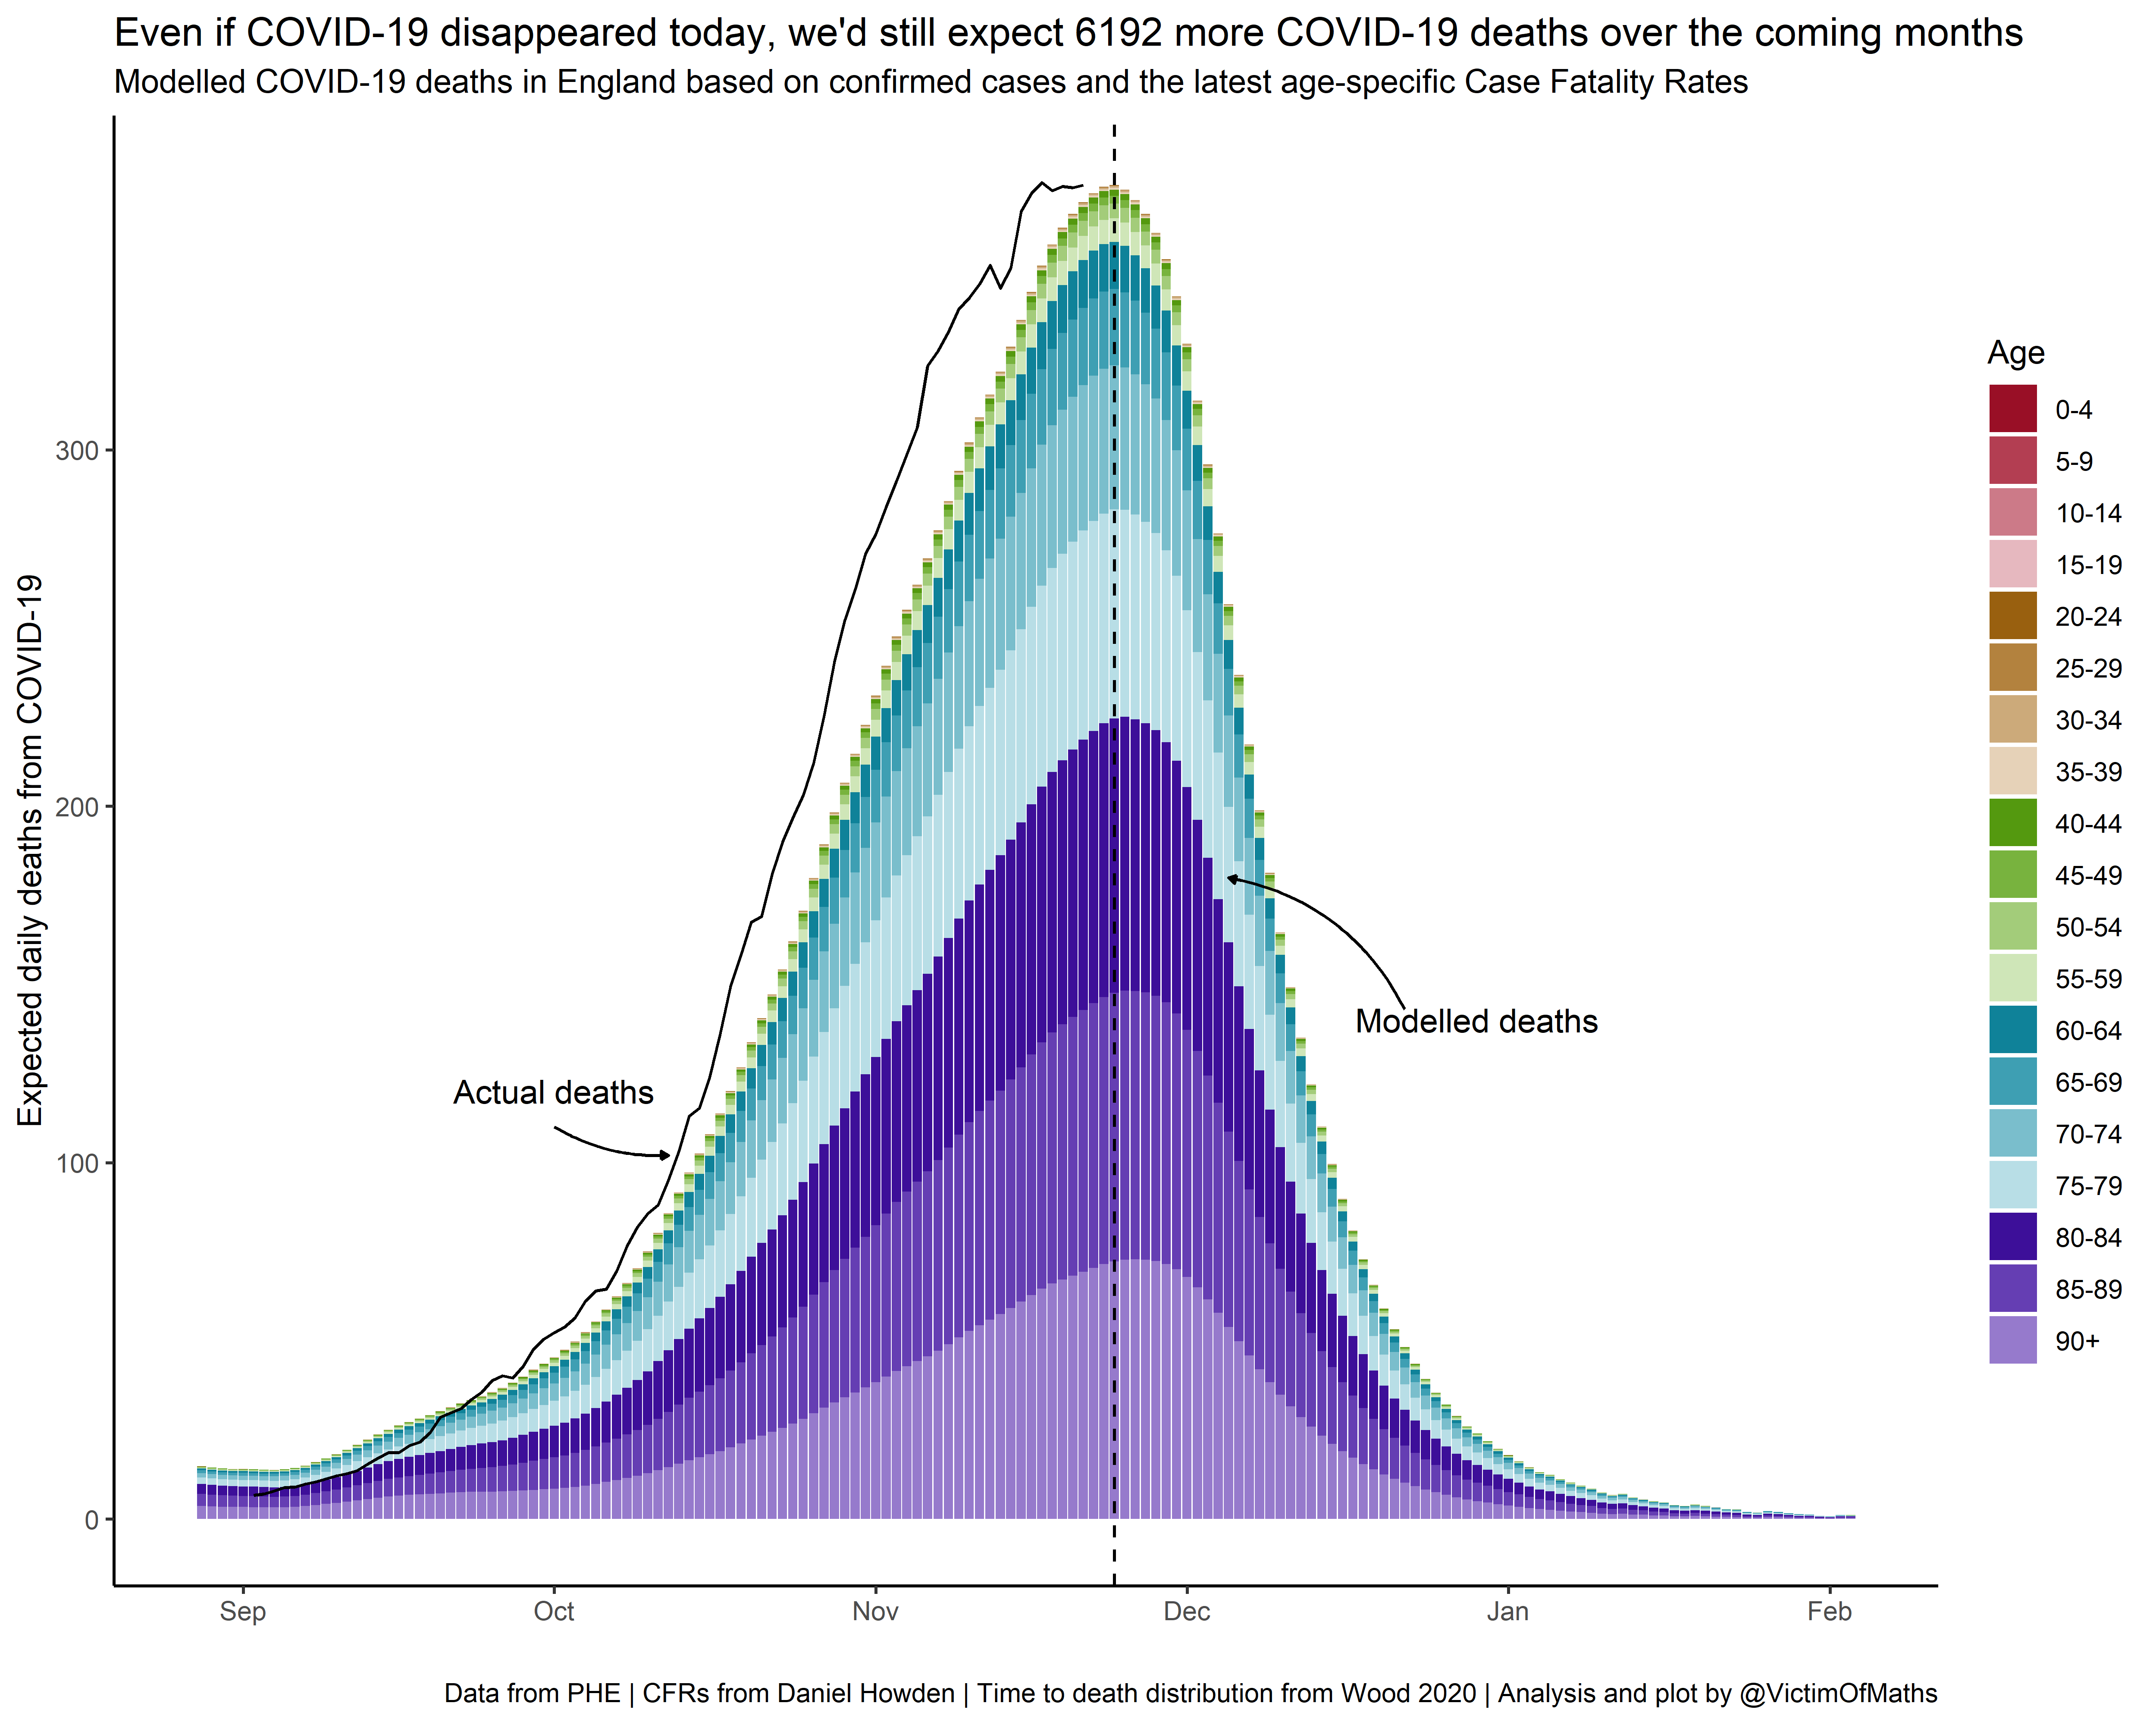 Even if COVID-19 disappeared today, we'd still expect 6192 more COVID-19 deaths over the coming months
Modelled COVID-19 deaths in England based on confirmed cases and the latest age-specific Case Fatality Rates
Expected daily deaths from COVID-19
300
200
100
0
Actual deaths
Modelled deaths
Sep
Oct
Nov
Dec
Jan
Feb
Age
0-4
5-9
10-14
15-19
20-24
25-29
30-34
35-39
40-44
45-49
50-54
55-59
60-64
65-69
70-74
75-79
80-84
85-89
90+
Data from PHE | CFRs from Daniel Howden | Time to death distribution from Wood 2020 | Analysis and plot by @VictimOfMaths